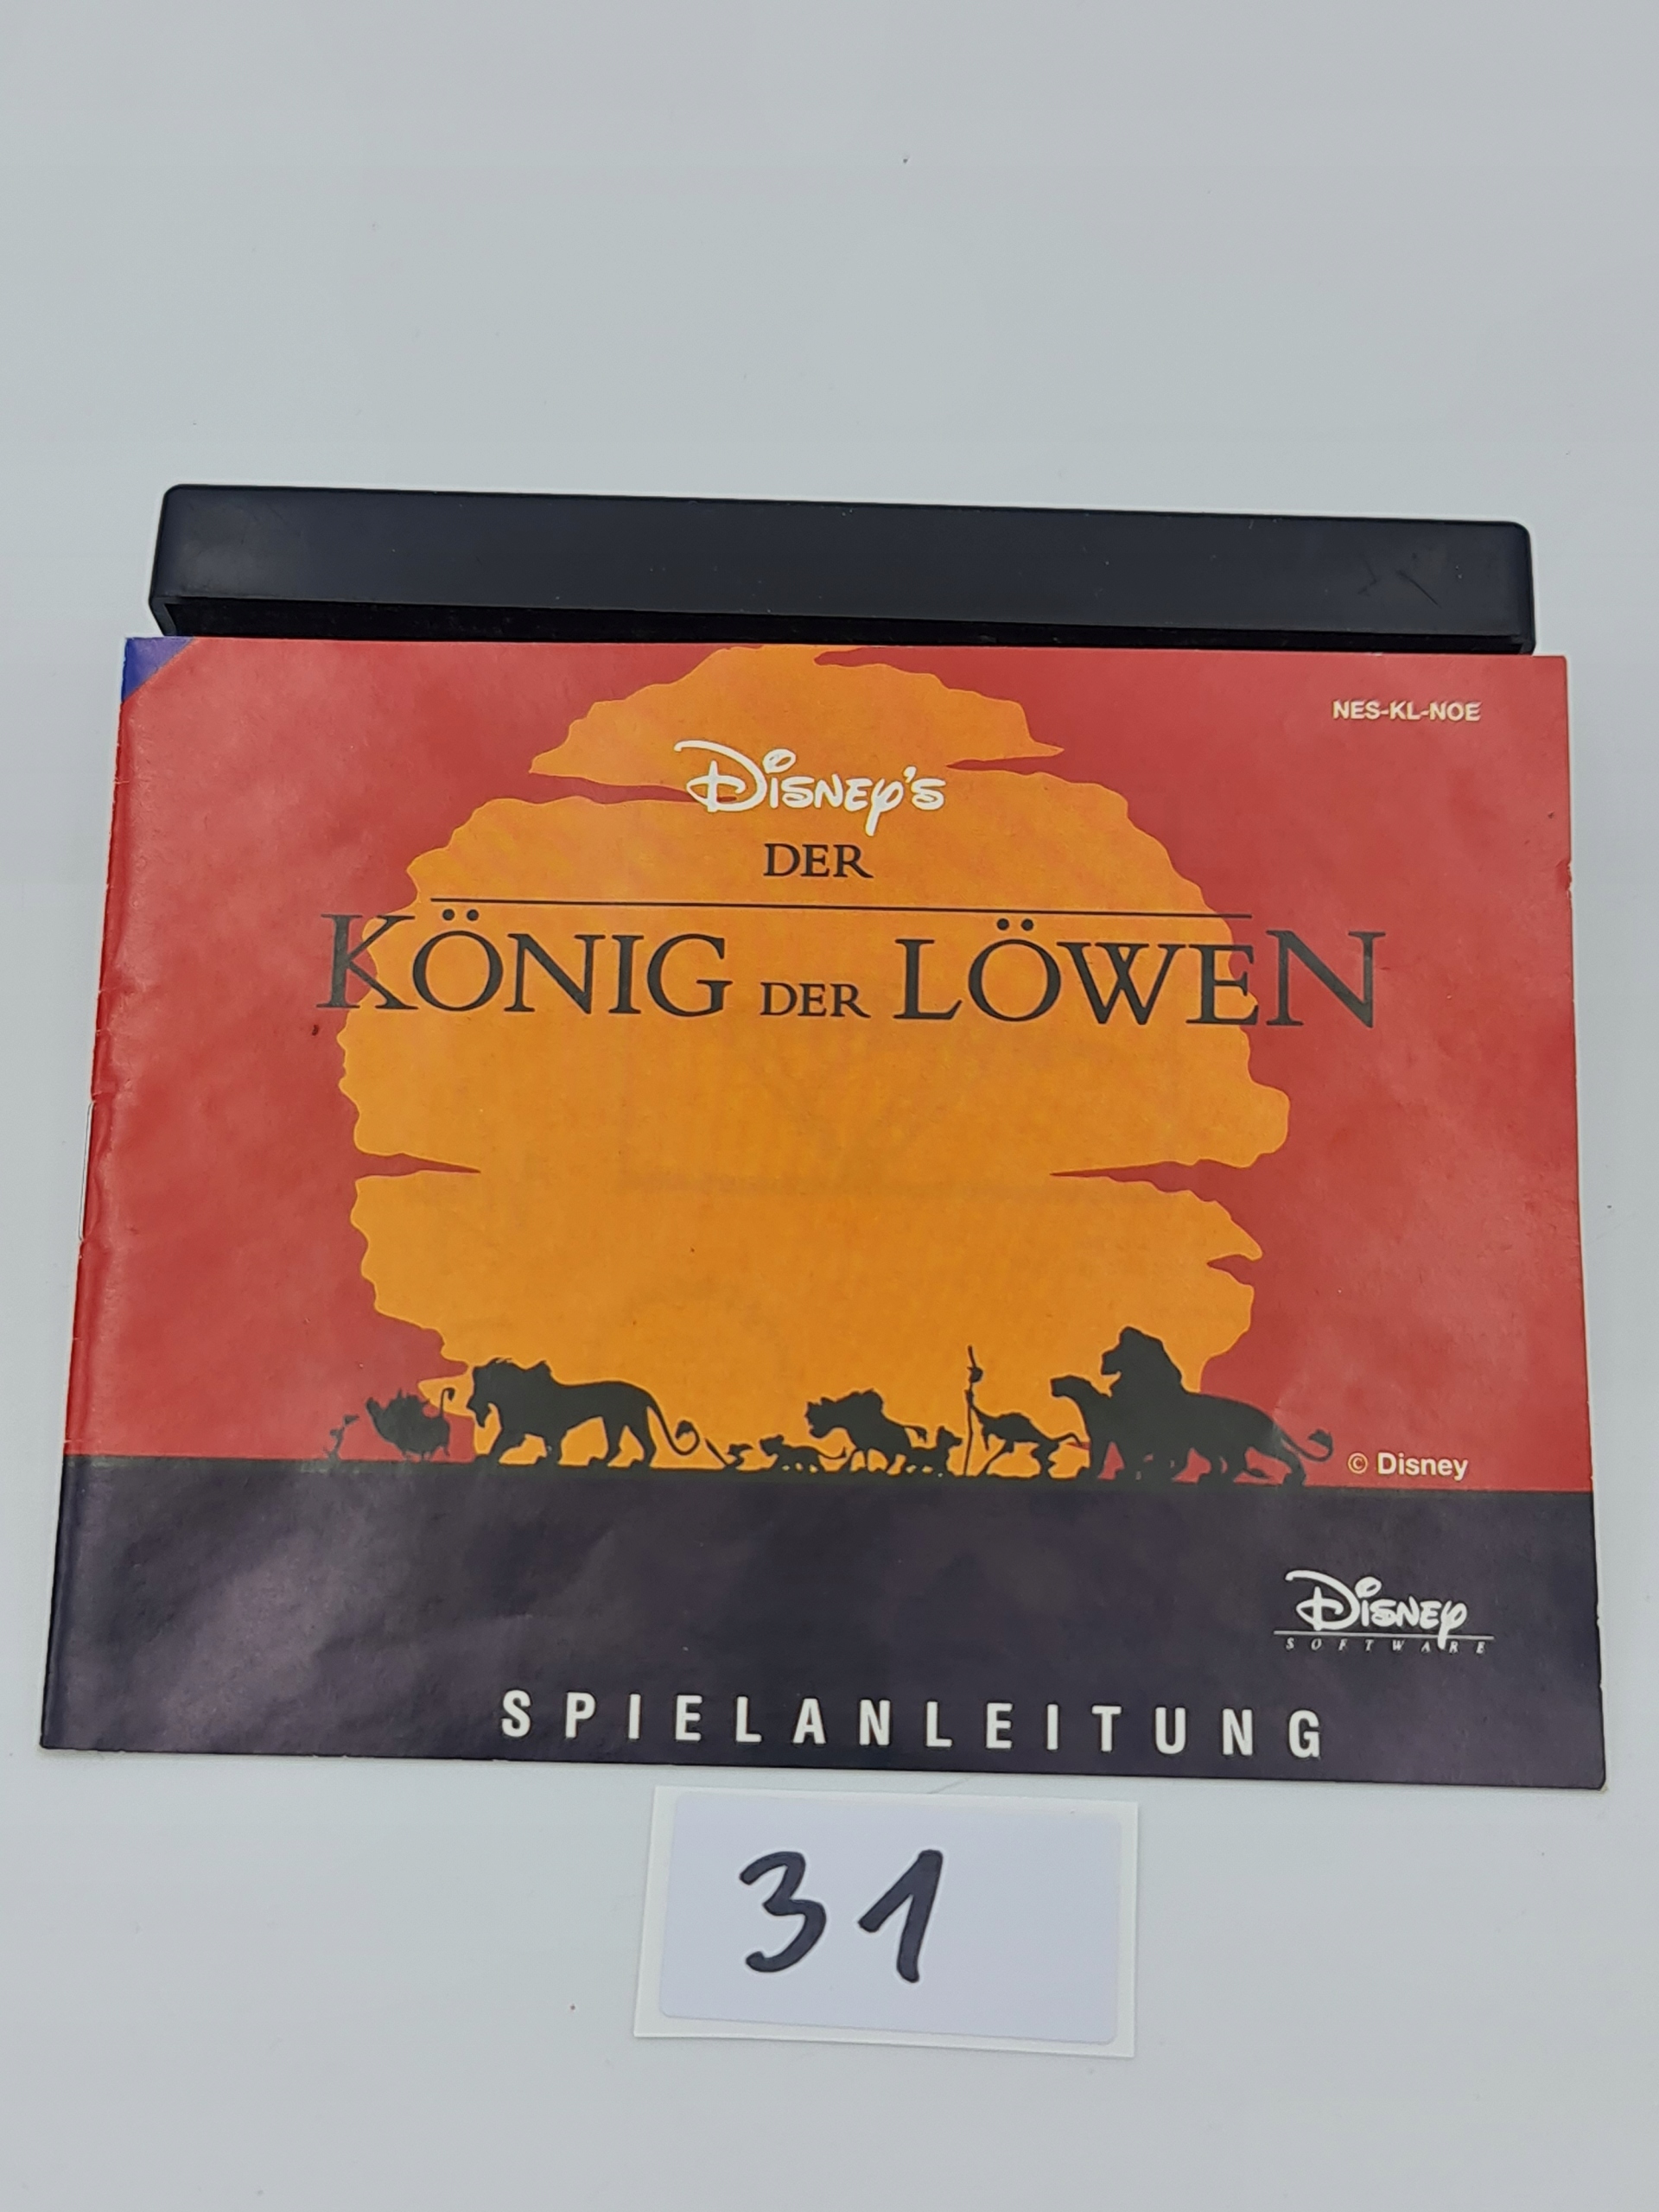 NES-KL-NOE
Disney's
DER
KÖNIG DER LÖWEN
© Disney
Disney
SOFTWARE
SPIELANLEITUNG
31